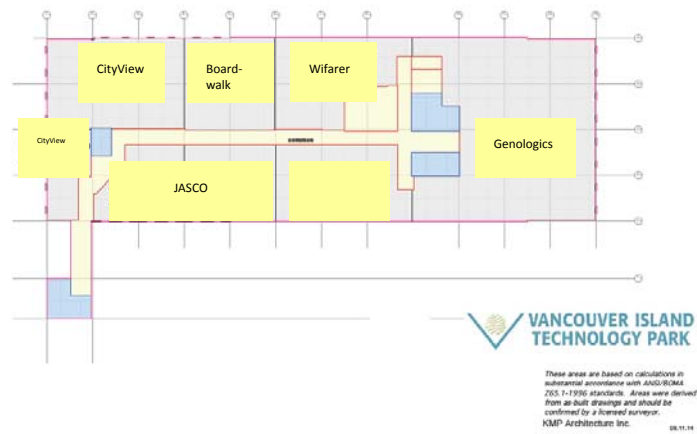 CityView
Board-
walk
Wifarer
common
CityView
Genologics
JASCO
VANCOUVER ISLAND
TECHNOLOGY PARK
These areas are based on calculations in
substantial accordance with ANSI/BOMA
Z65.1-1996 standards. Areas were derived
from as-built drawings and should be
confirmed by a licensed surveyor.
KMP Architecture Inc.